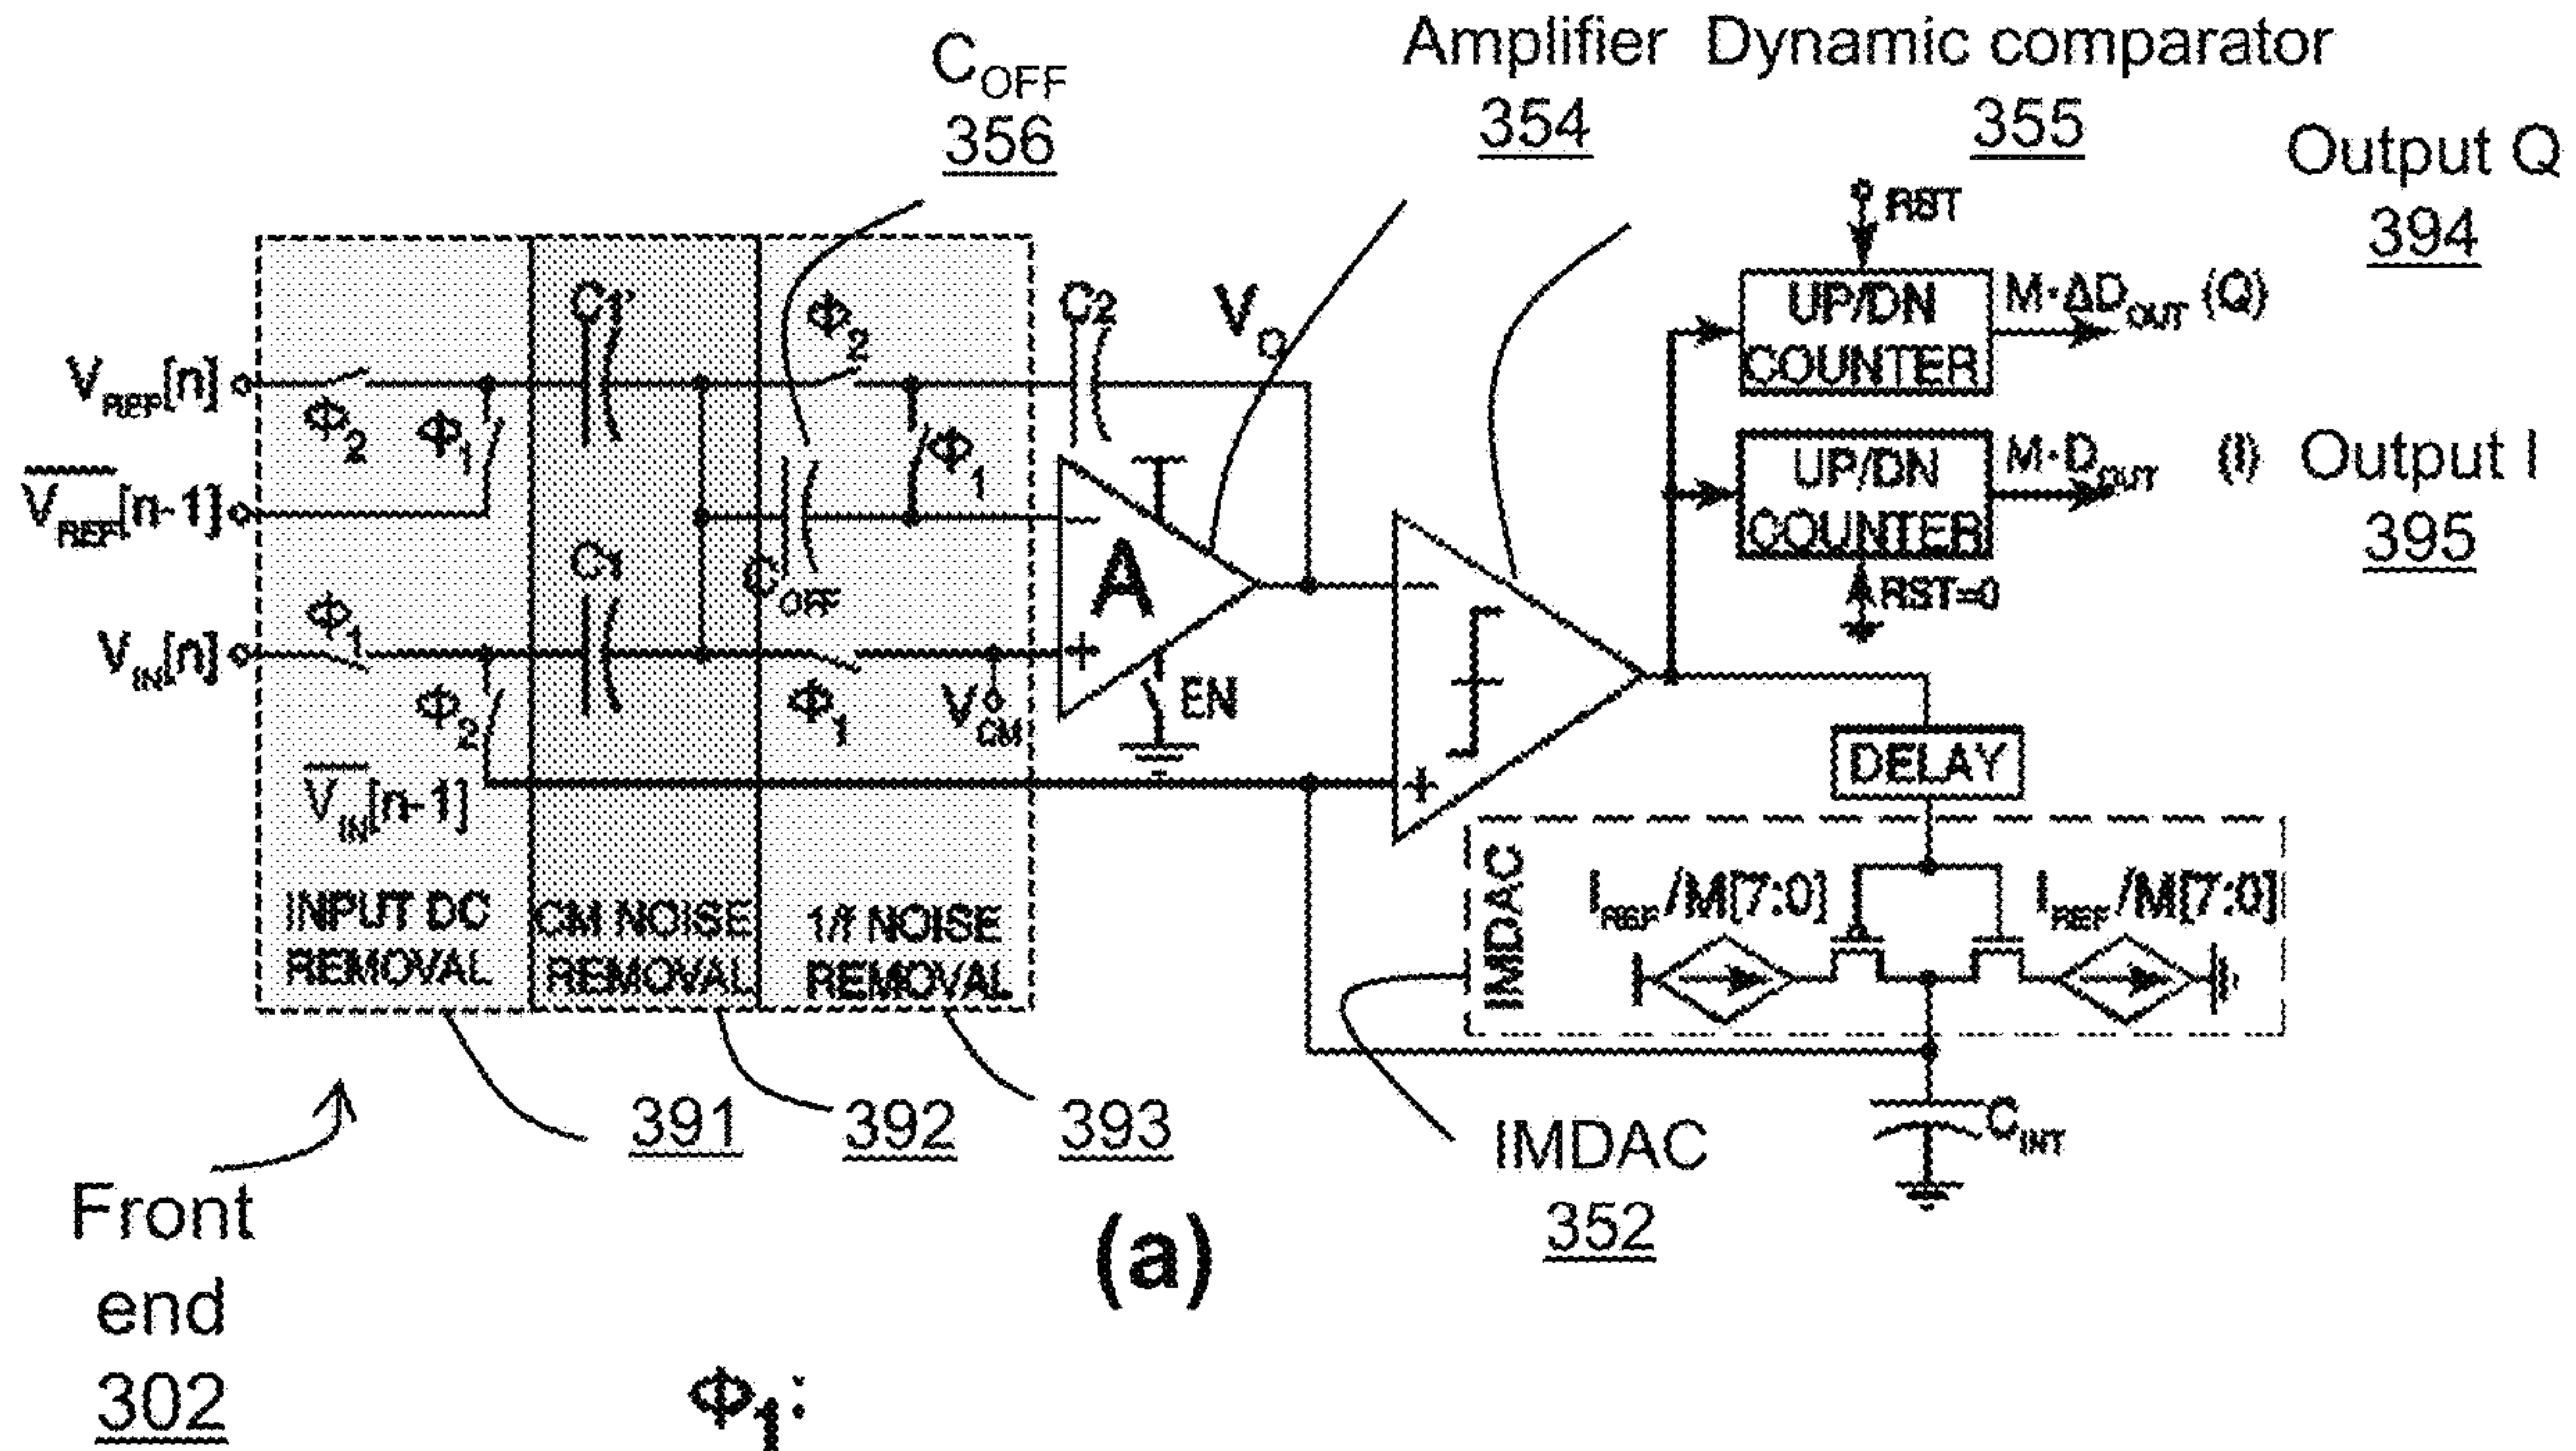 C_OFF
356
Amplifier
354
Dynamic comparator
355
Output Q
394
RST
UP/DN
COUNTER
M·ΔD_OUT (Q)
UP/DN
COUNTER
M·D_OUT (I)
Output I
395
RST=0
V_REF[n]
Φ2
Φ1
V̅_REF[n-1]
C1'
Φ2
C2
V_O
Φ1
C_OFF
C1
V_IN[n]
Φ1
Φ2
V̅_IN[n-1]
Φ1
V_CM
A
EN
DELAY
IMDAC
I_REF/M[7:0]
I_REF/M[7:0]
C_INT
INPUT DC
REMOVAL
CM NOISE
REMOVAL
1/f NOISE
REMOVAL
391
392
393
IMDAC
352
Front
end
302
(a)
Φ1: